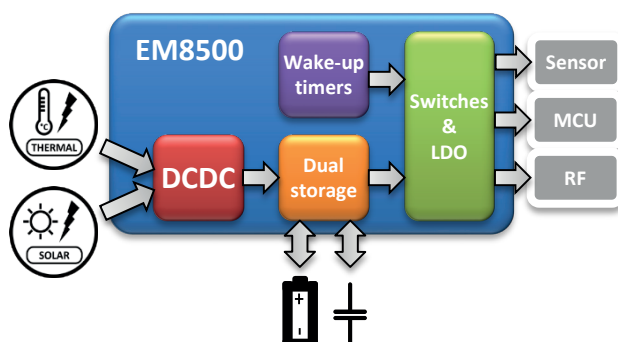 EM8500
Wake-up
timers
Switches
&
LDO
Sensor
MCU
RF
°C
THERMAL
DCDC
Dual
storage
SOLAR
+
-